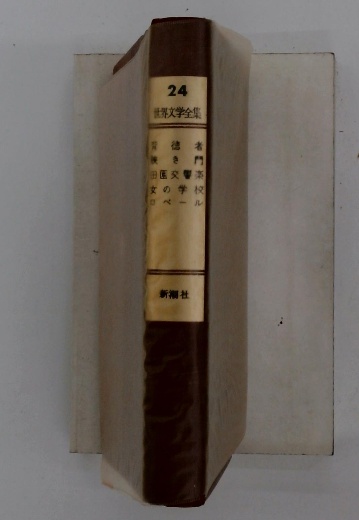 24
世界文学全集
背徳者
狭き門
田園交響楽
女の学校
ロベール
新潮社